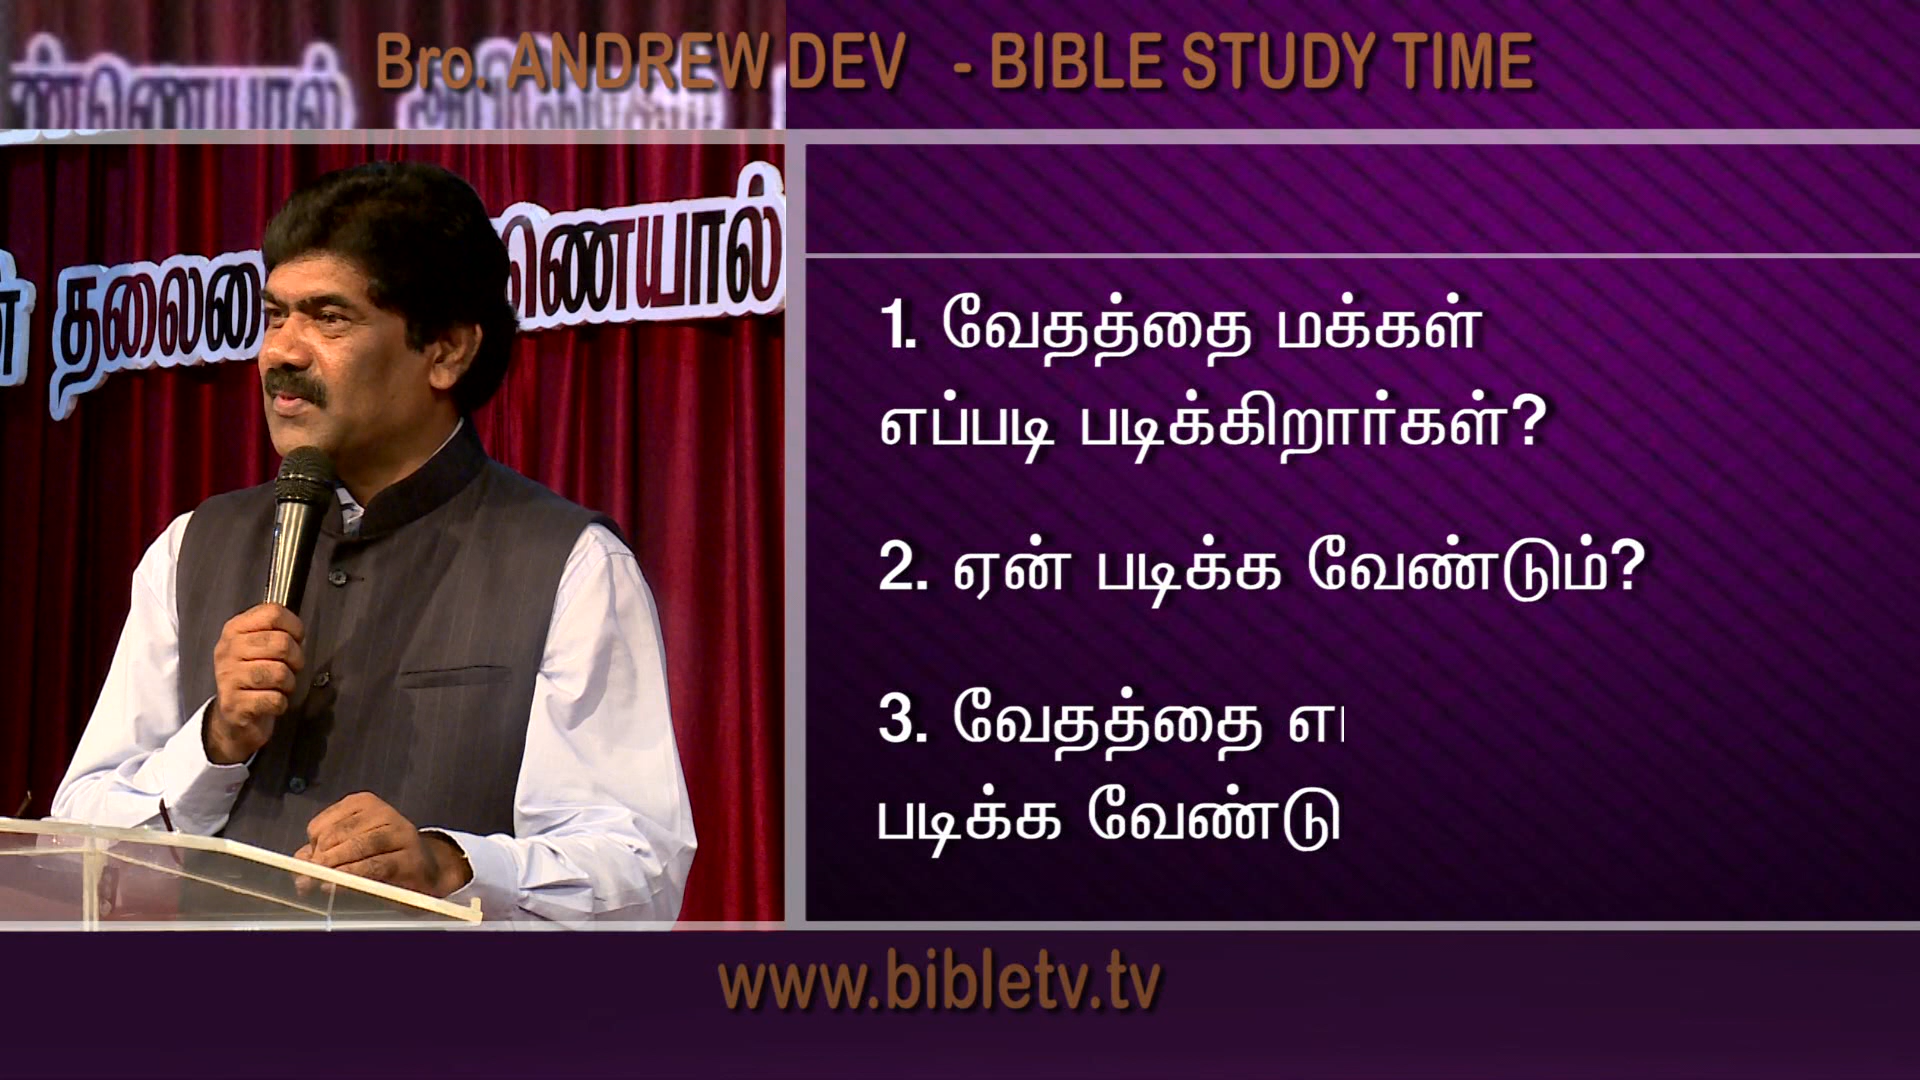 Bro. ANDREW DEV - BIBLE STUDY TIME
ண்ணெயால்
ணெயால்
1. வேதத்தை மக்கள்
எப்படி படிக்கிறார்கள்?
2. ஏன் படிக்க வேண்டும்?
3. வேதத்தை
படிக்க வேண்டு
www.bibletv.tv